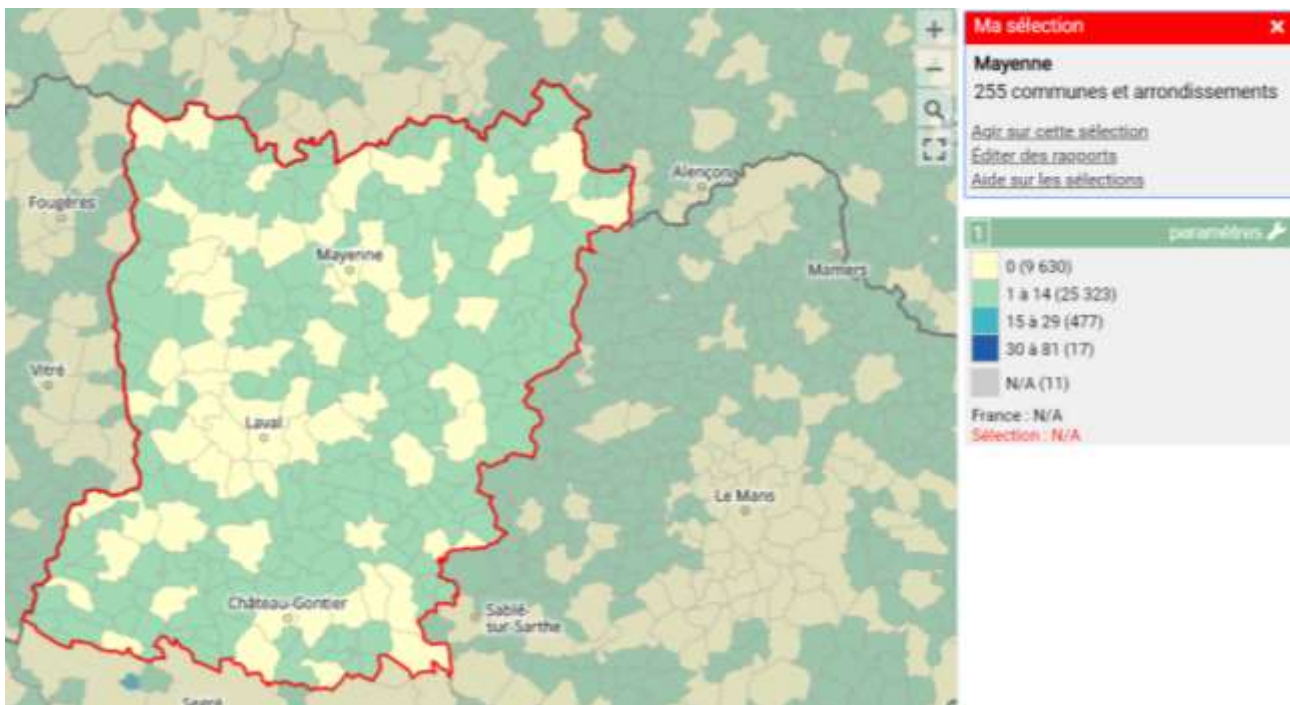 Ma sélection ×
Mayenne
255 communes et arrondissements
Agir sur cette sélection
Editer des rapports
Aide sur les sélections
1 paramètres
0 (9 630)
1 à 14 (25 323)
15 à 29 (477)
30 à 81 (17)
N/A (11)
France : N/A
Sélection : N/A
+
−
Alençon
Fougères
Mayenne
Mamers
Vitré
Laval
Le Mans
Château-Gontier
Sablé-
sur-Sarthe
Segré